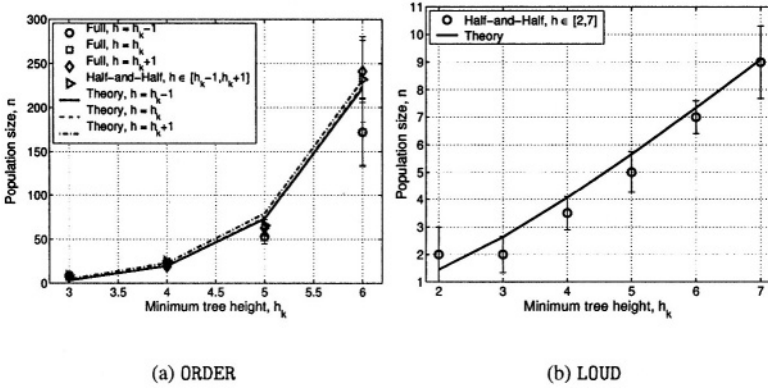 300
250
200
150
100
50
0
Population size, n
Full, h = h_k−1
Full, h = h_k
Full, h = h_k+1
Half−and−Half, h ∈ [h_k−1,h_k+1]
Theory, h = h_k−1
Theory, h = h_k
Theory, h = h_k+1
3 3.5 4 4.5 5 5.5 6
Minimum tree height, h_k
(a) ORDER
11
10
9
8
7
6
5
4
3
2
1
Population size, n
Half−and−Half, h ∈ [2,7]
Theory
2 3 4 5 6 7
Minimum tree height, h_k
(b) LOUD